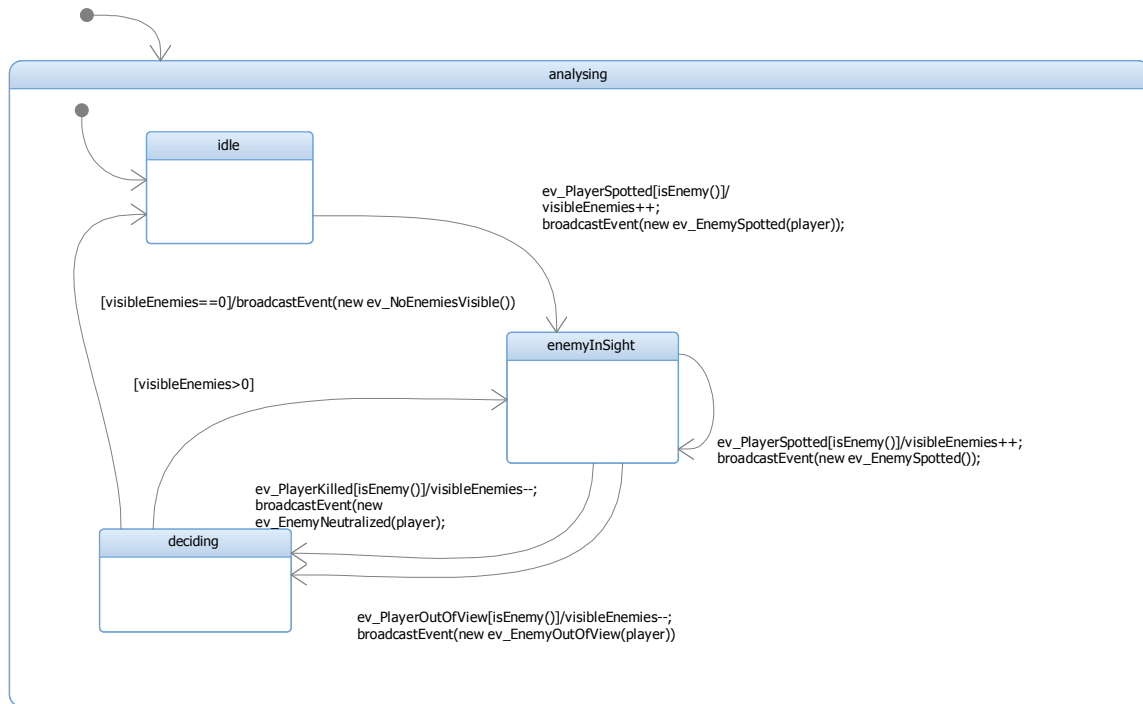 analysing
idle
ev_PlayerSpotted[isEnemy()]/
visibleEnemies++;
broadcastEvent(new ev_EnemySpotted(player));
[visibleEnemies==0]/broadcastEvent(new ev_NoEnemiesVisible())
enemyInSight
[visibleEnemies>0]
ev_PlayerSpotted[isEnemy()]/visibleEnemies++;
broadcastEvent(new ev_EnemySpotted());
ev_PlayerKilled[isEnemy()]/visibleEnemies--;
broadcastEvent(new
ev_EnemyNeutralized(player);
deciding
ev_PlayerOutOfView[isEnemy()]/visibleEnemies--;
broadcastEvent(new ev_EnemyOutOfView(player))